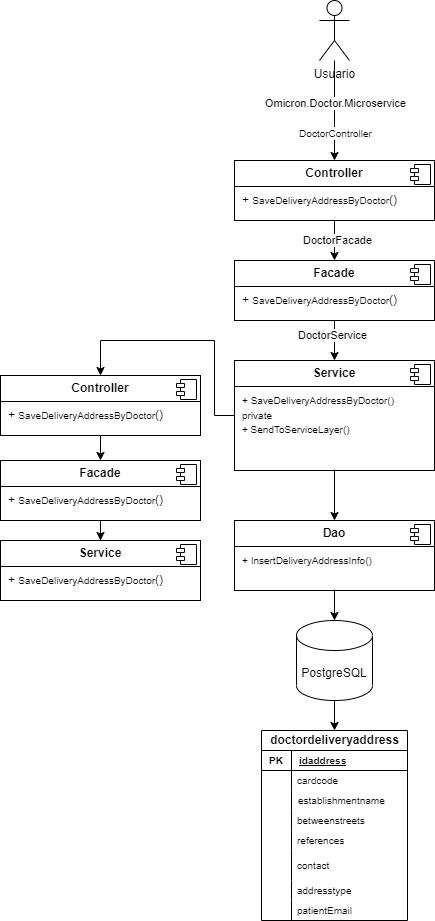 Usuario
Omicron.Doctor.Microservice
DoctorController
Controller
+ SaveDeliveryAddressByDoctor()
DoctorFacade
Facade
+ SaveDeliveryAddressByDoctor()
DoctorService
Service
+ SaveDeliveryAddressByDoctor()
private
+ SendToServiceLayer()
Controller
+ SaveDeliveryAddressByDoctor()
Facade
+ SaveDeliveryAddressByDoctor()
Service
+ SaveDeliveryAddressByDoctor()
Dao
+ InsertDeliveryAddressInfo()
PostgreSQL
doctordeliveryaddress
PK idaddress
cardcode
establishmentname
betweenstreets
references
contact
addresstype
patientEmail